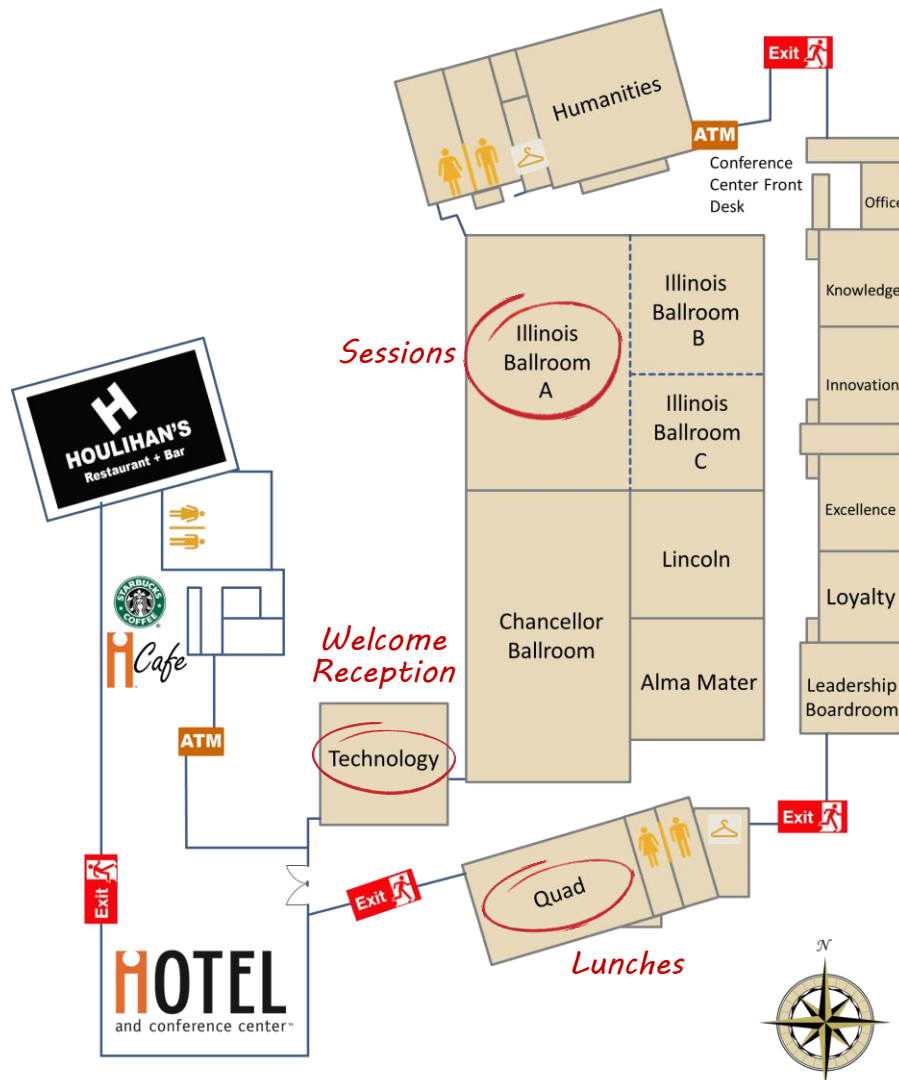 Exit
Humanities
ATM
Conference
Center Front
Desk
Office
Knowledge
Illinois
Ballroom
B
Sessions
Illinois
Ballroom
A
Innovation
H
HOULIHAN'S
Restaurant + Bar
Illinois
Ballroom
C
Excellence
Lincoln
STARBUCKS
COFFEE
Loyalty
Chancellor
Ballroom
Welcome
Reception
Cafe
Alma Mater
Leadership
Boardroom
ATM
Technology
Exit
Exit
Exit
Quad
Lunches
HOTEL
and conference center
N